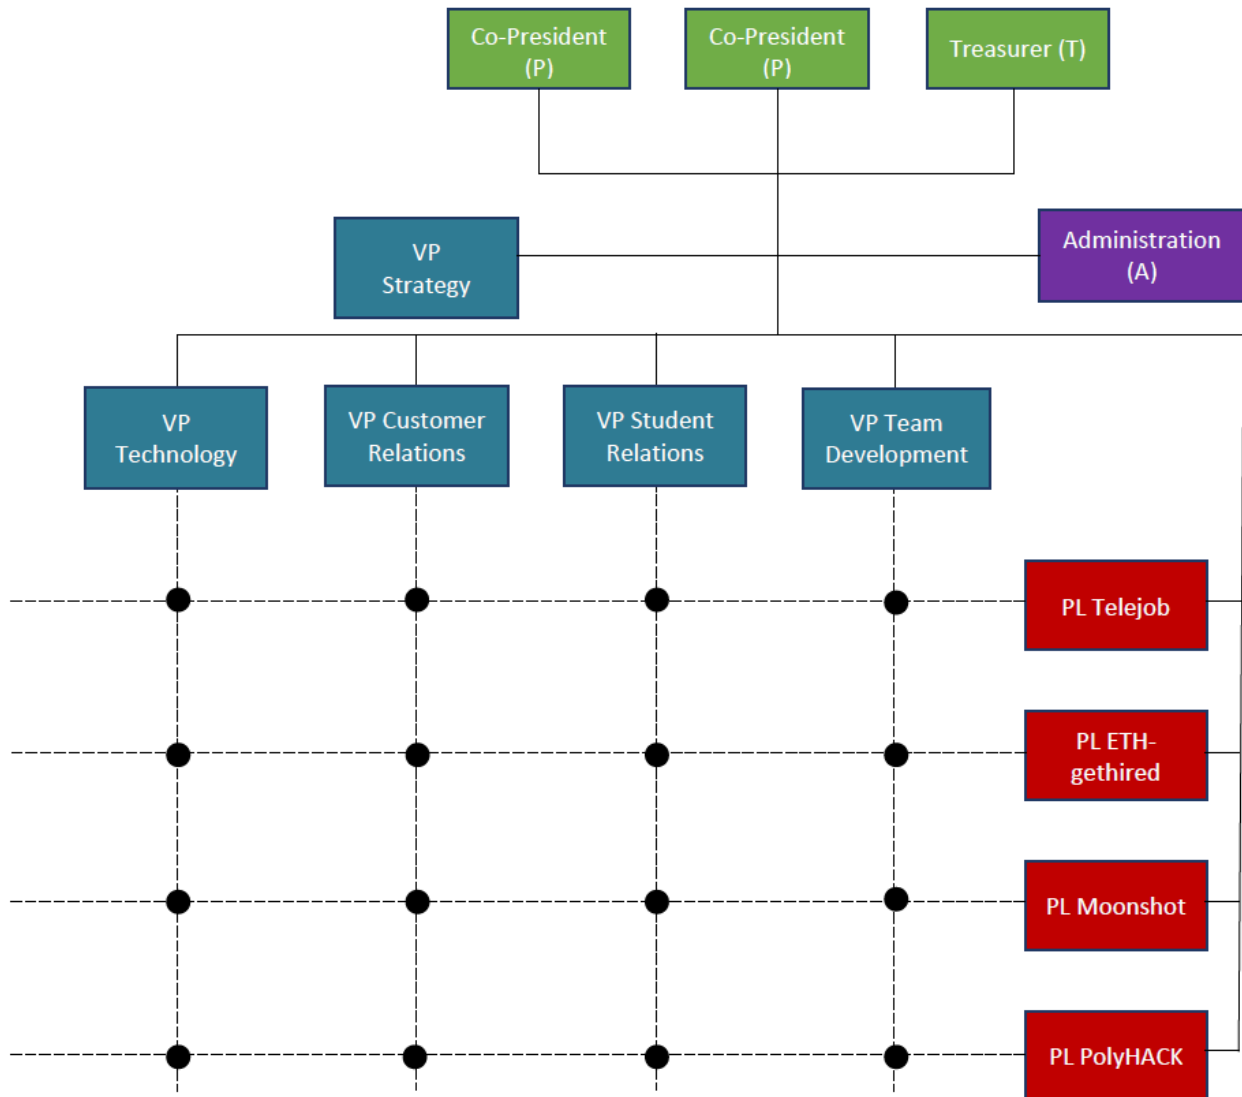 Co-President
(P)
Co-President
(P)
Treasurer (T)
VP
Strategy
Administration
(A)
VP
Technology
VP Customer
Relations
VP Student
Relations
VP Team
Development
PL Telejob
PL ETH-
gethired
PL Moonshot
PL PolyHACK